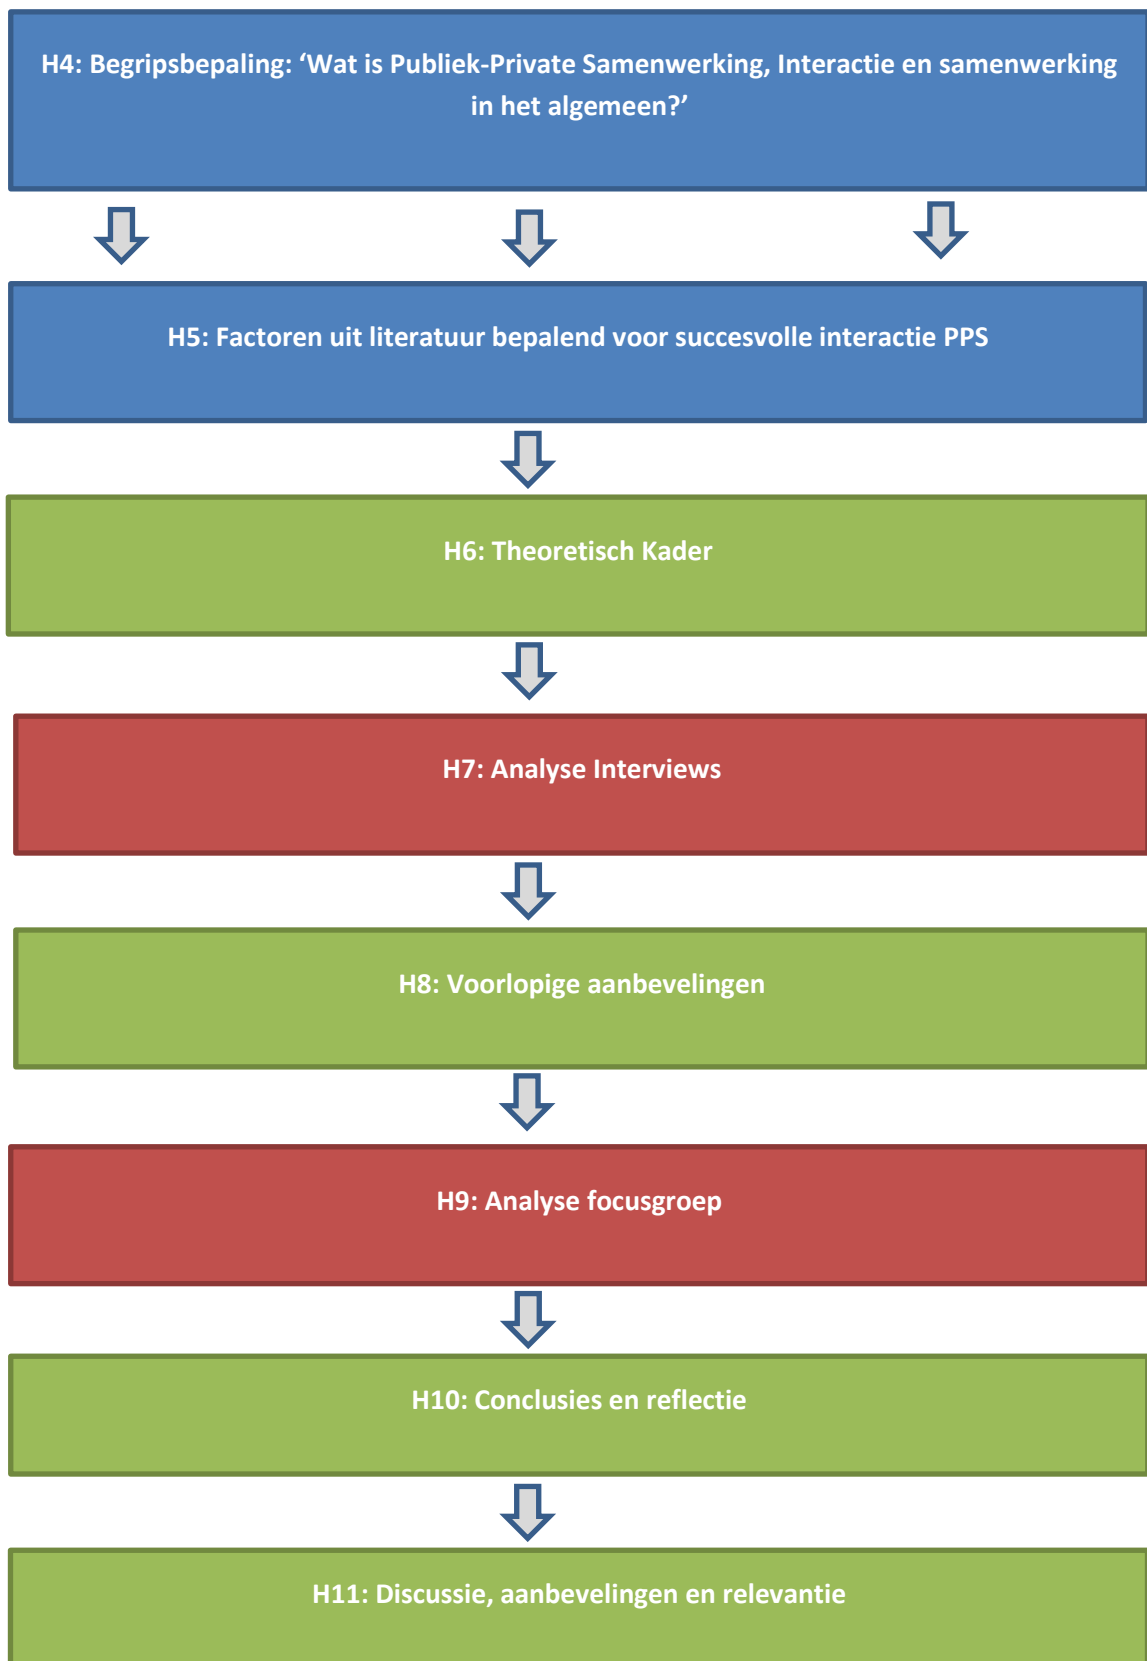 H4: Begripsbepaling: ‘Wat is Publiek-Private Samenwerking, Interactie en samenwerking
in het algemeen?’
H5: Factoren uit literatuur bepalend voor succesvolle interactie PPS
H6: Theoretisch Kader
H7: Analyse Interviews
H8: Voorlopige aanbevelingen
H9: Analyse focusgroep
H10: Conclusies en reflectie
H11: Discussie, aanbevelingen en relevantie